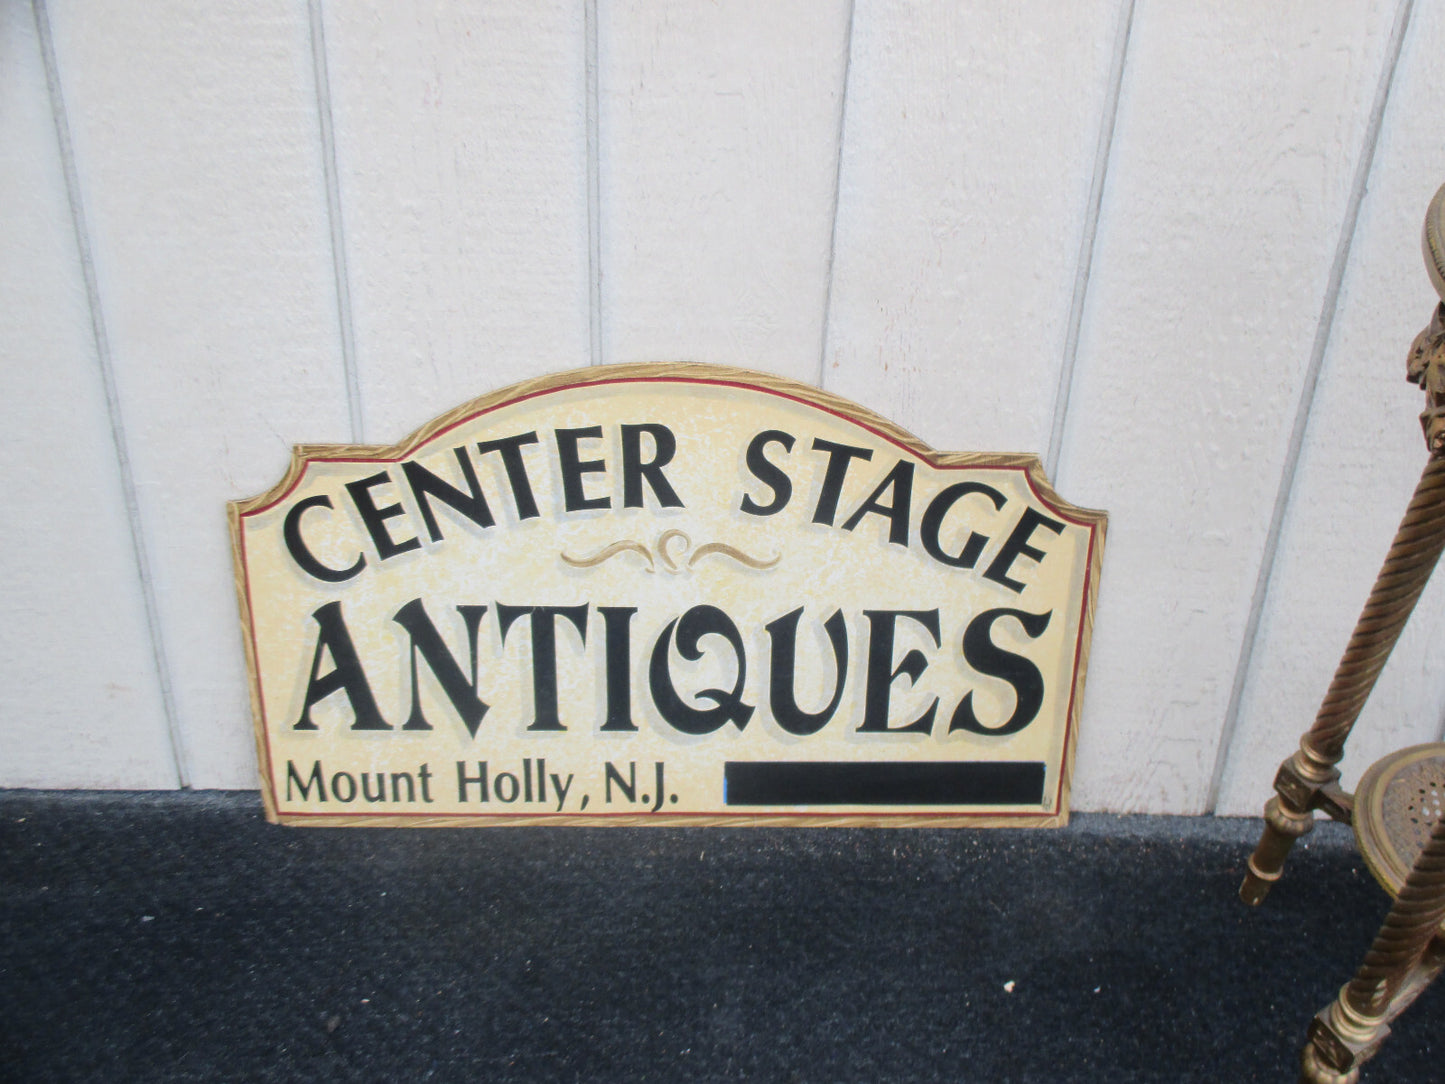 CENTER STAGE
ANTIQUES
Mount Holly, N.J.